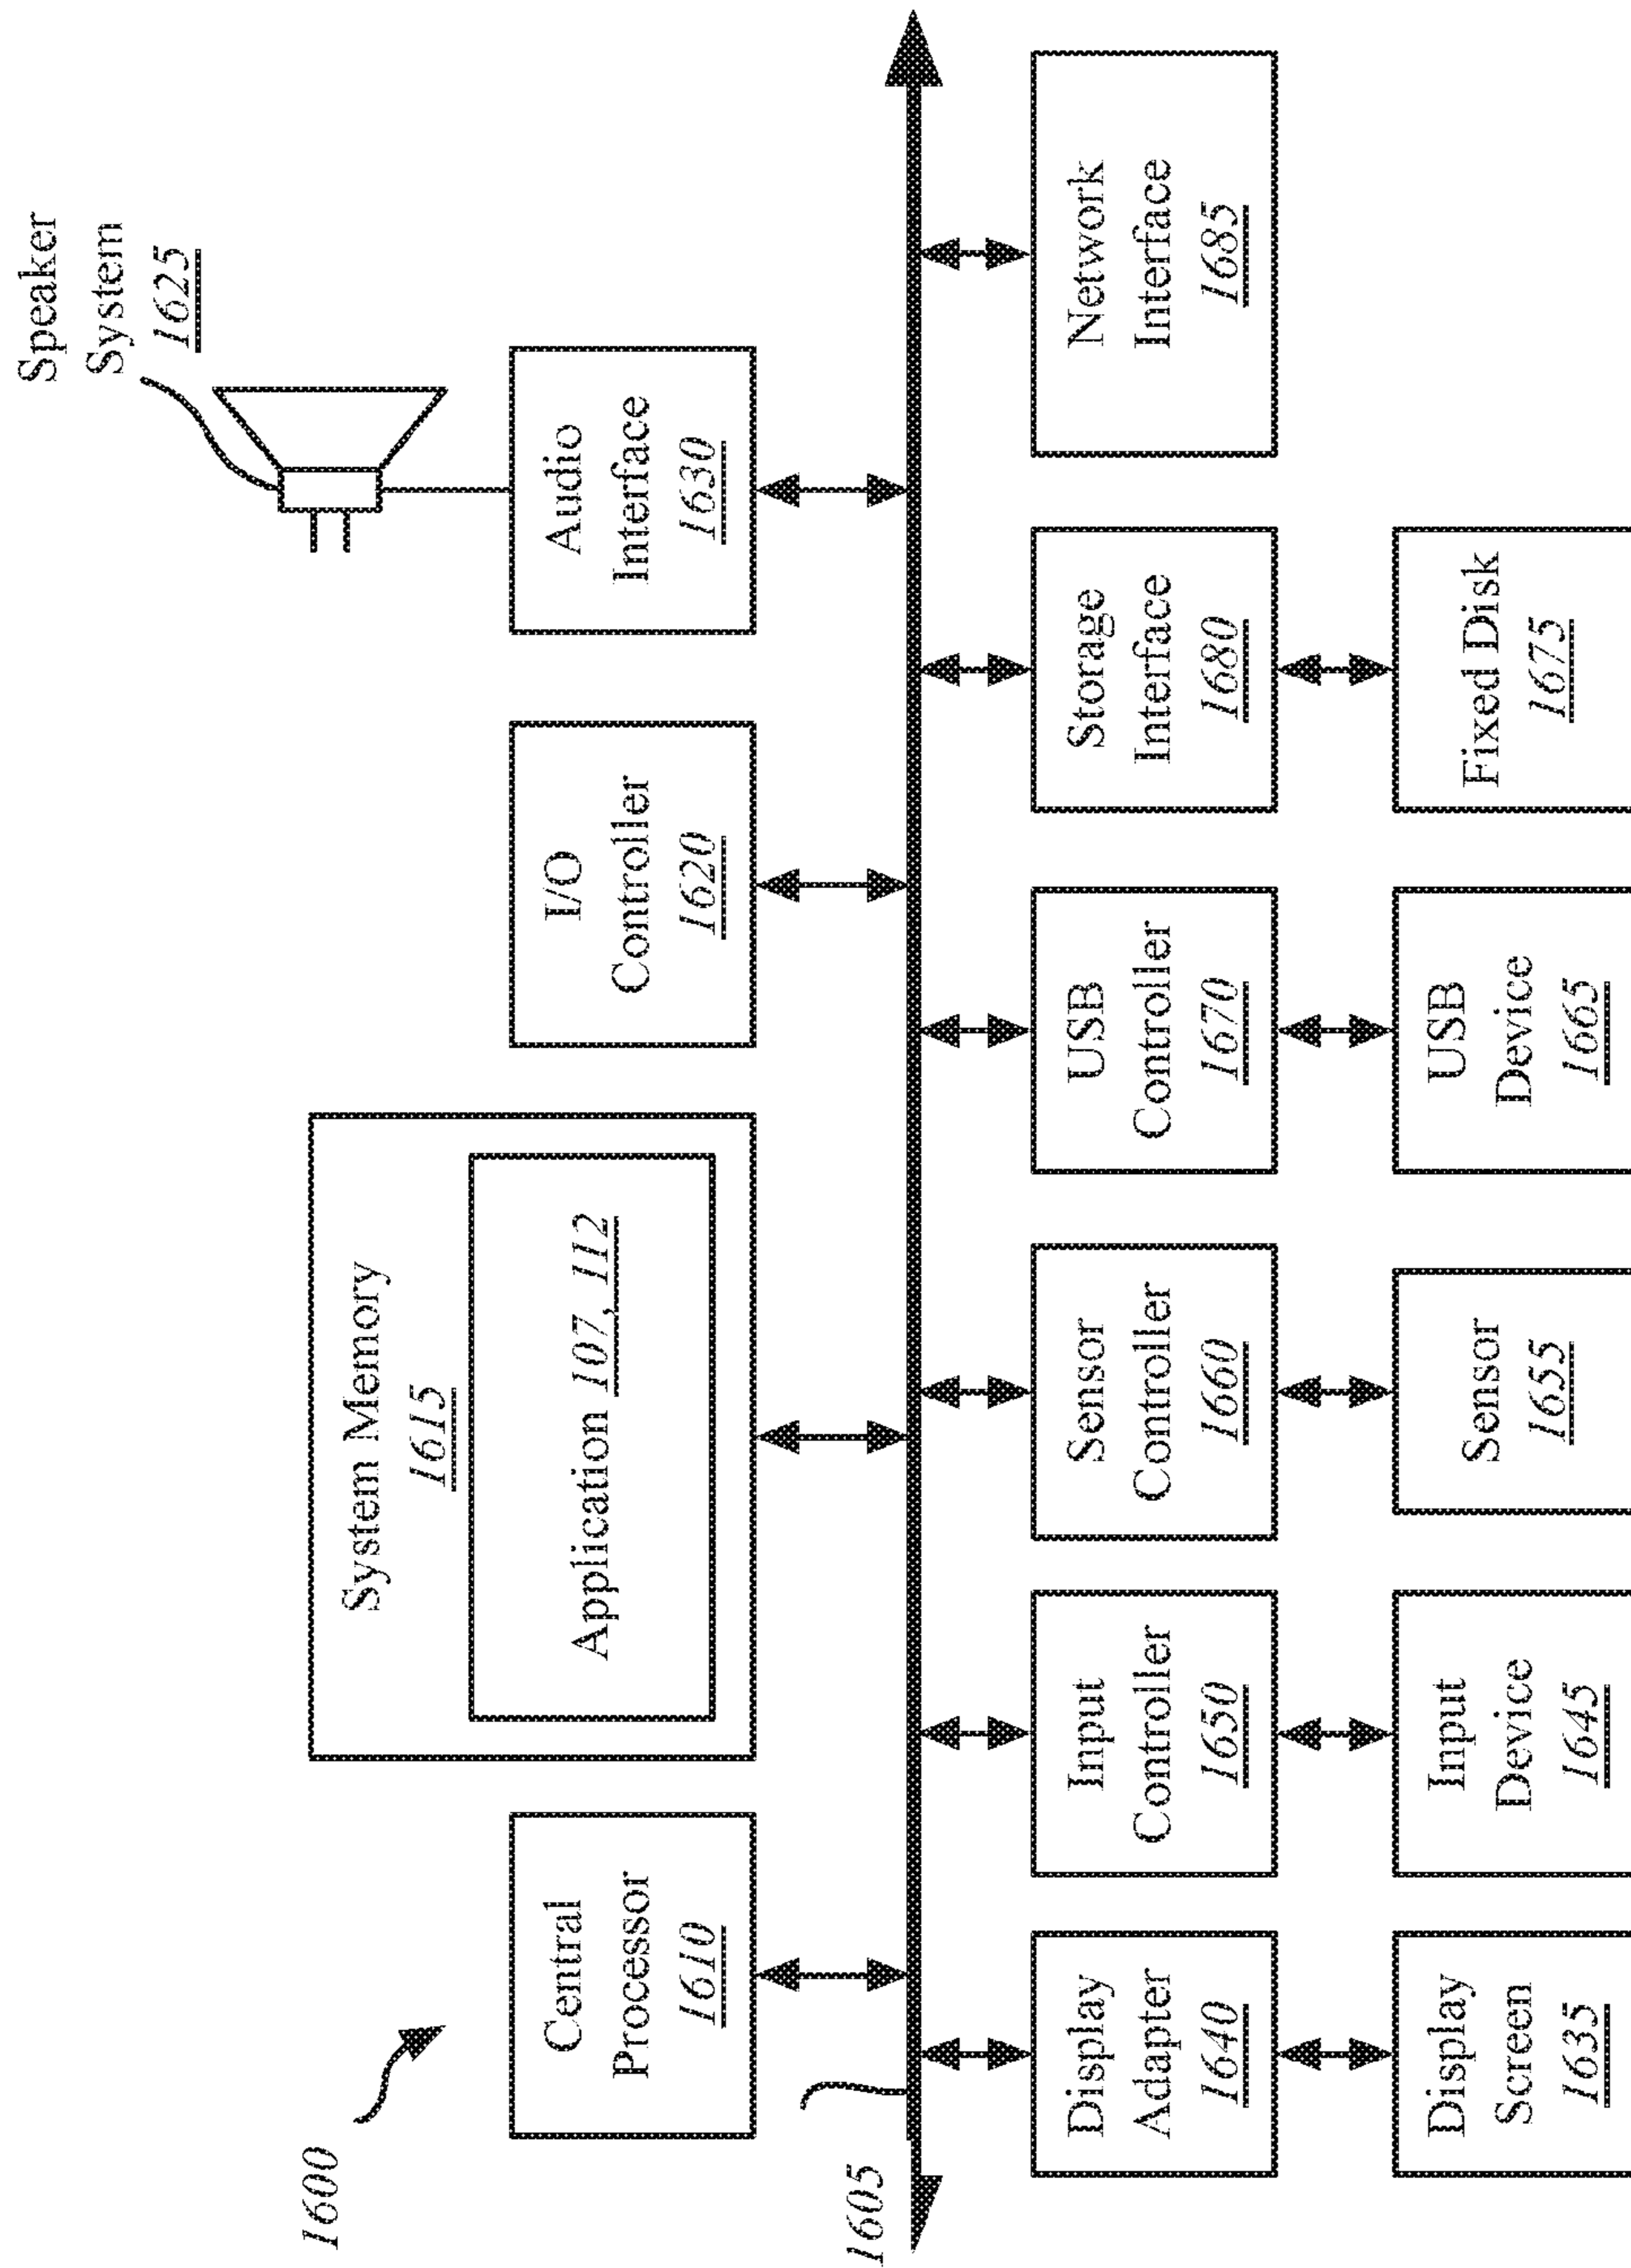 1600
Speaker
System
1625
Central
Processor
1610
System Memory
1615
Application 107, 112
I/O
Controller
1620
Audio
Interface
1630
1605
Display
Adapter
1640
Input
Controller
1650
Sensor
Controller
1660
USB
Controller
1670
Storage
Interface
1680
Network
Interface
1685
Display
Screen
1635
Input
Device
1645
Sensor
1655
USB
Device
1665
Fixed Disk
1675